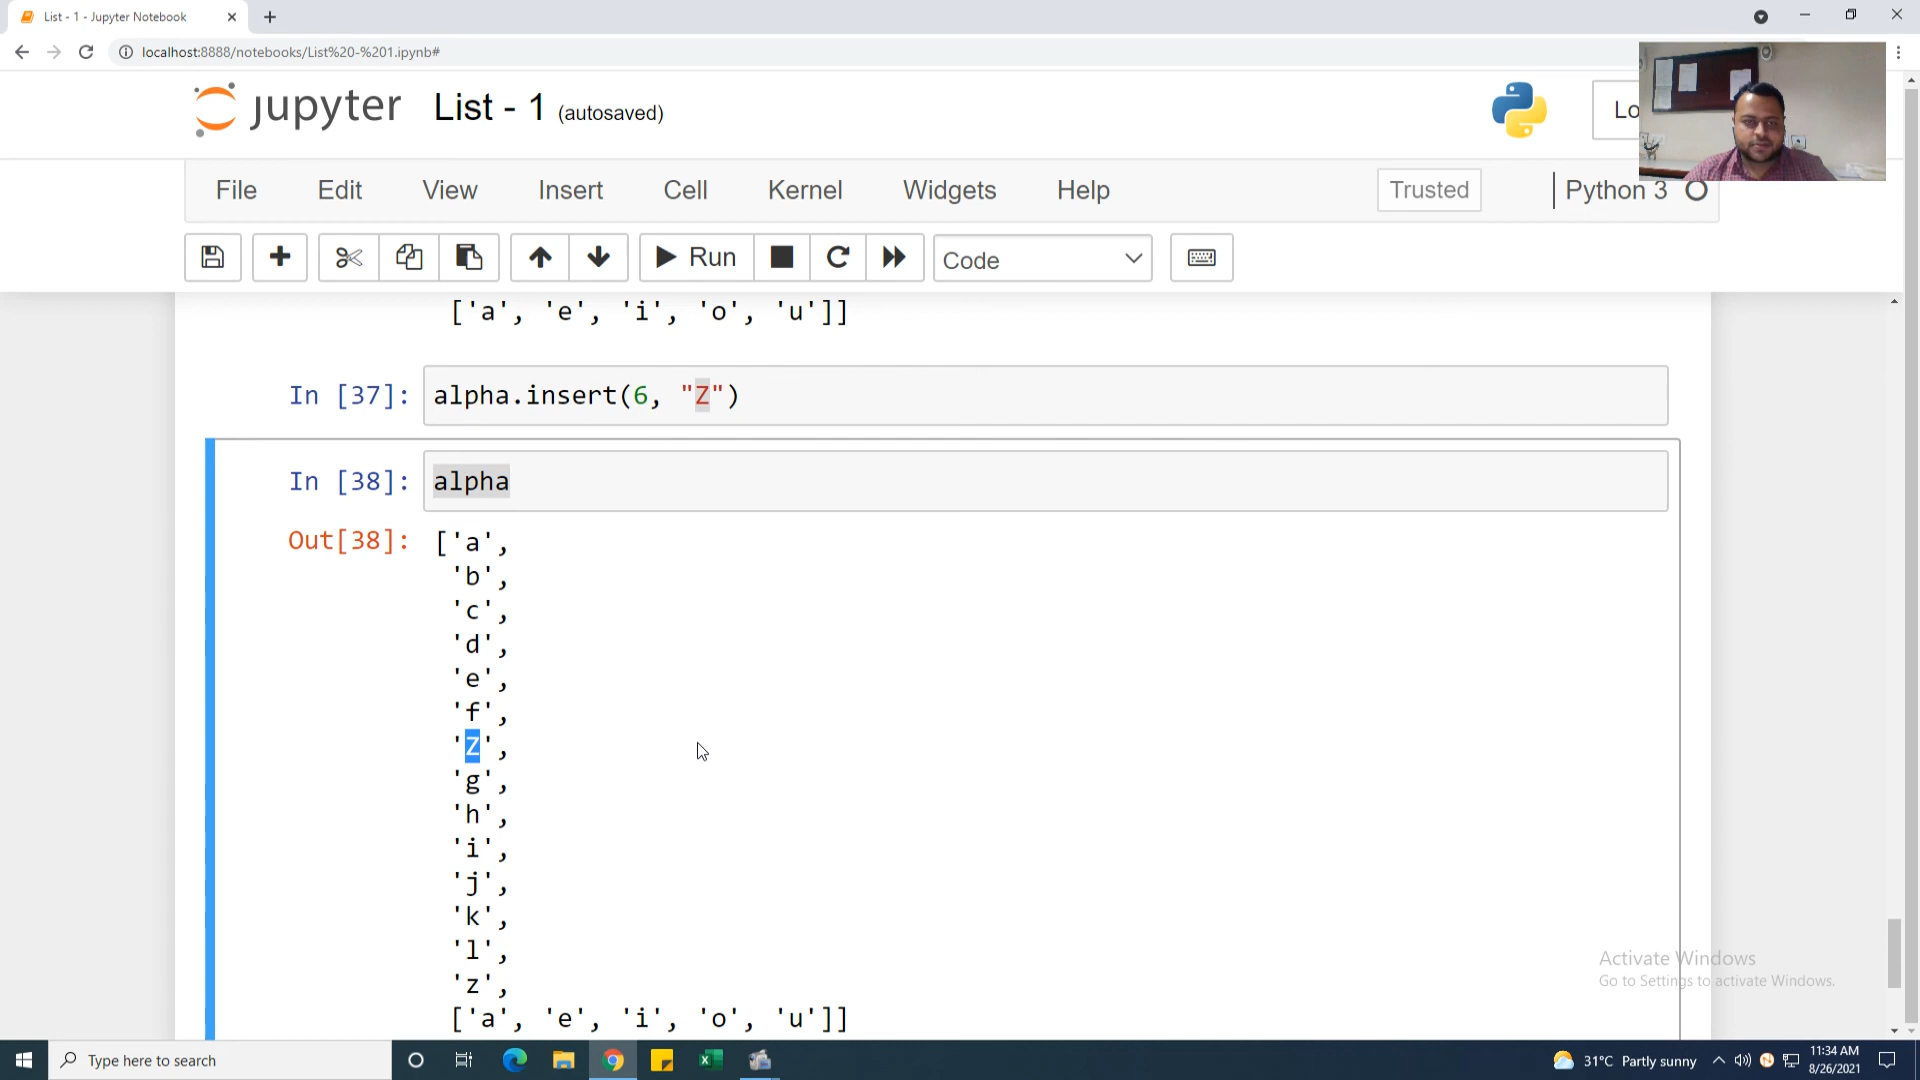 List - 1 - Jupyter Notebook
localhost:8888/notebooks/List%20-%201.ipynb#
jupyter List - 1 (autosaved)
Lo
File Edit View Insert Cell Kernel Widgets Help Trusted Python 3
Run Code
['a', 'e', 'i', 'o', 'u']]
In [37]: alpha.insert(6, "Z")
In [38]: alpha
Out[38]: ['a',
'b',
'c',
'd',
'e',
'f',
'Z',
'g',
'h',
'i',
'j',
'k',
'l',
'z',
['a', 'e', 'i', 'o', 'u']]
Activate Windows
Go to Settings to activate Windows.
Type here to search
31°C Partly sunny
11:34 AM
8/26/2021